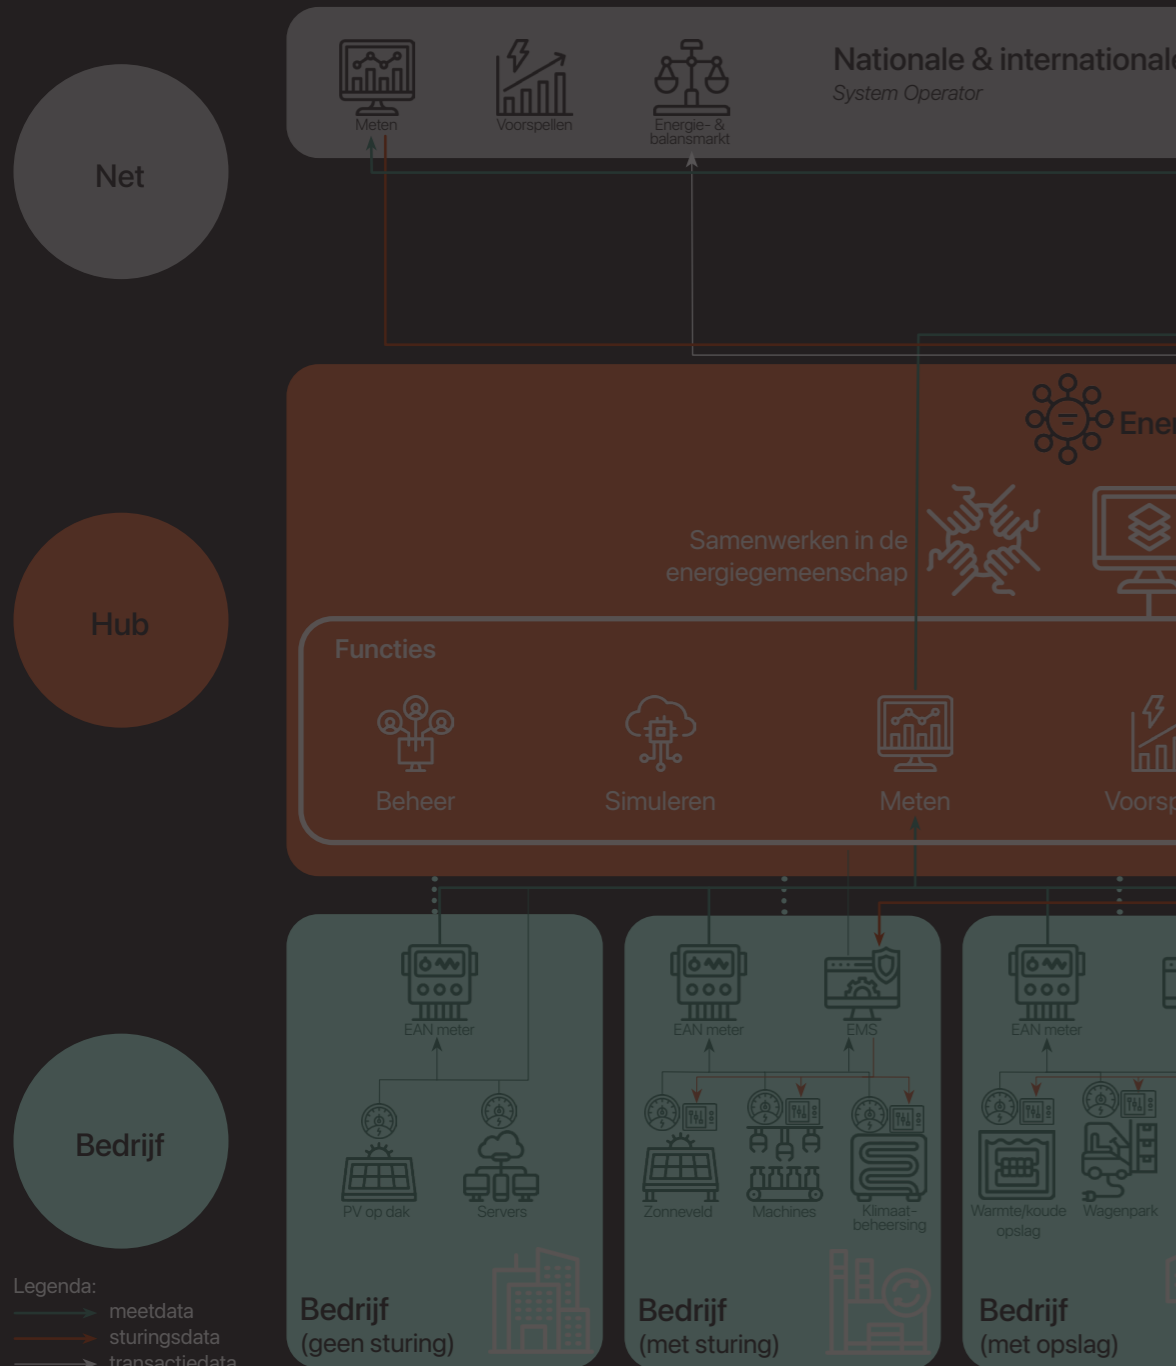 Net
Meten
Voorspellen
Energie- &
balansmarkt
Nationale & internationale
System Operator
Hub
Samenwerken in de
energiegemeenschap
Functies
Beheer
Simuleren
Meten
Bedrijf
EAN meter
PV op dak
Servers
Bedrijf
(geen sturing)
EAN meter
EMS
Zonneveld
Machines
Klimaat-
beheersing
Bedrijf
(met sturing)
EAN meter
Warmte/koude
opslag
Wagenpark
Bedrijf
(met opslag)
Legenda:
meetdata
sturingsdata
transactiedata